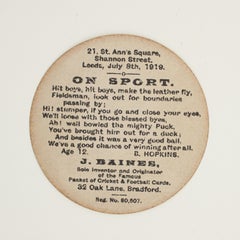 21, St. Ann's Square,
Shannon Street,
Leeds, July 8th, 1919.
ON SPORT.
Hit boys, hit boys, make the leather fly,
Fieldsman, look out for boundaries
passing by;
Hi! stumper, if you go and close your eyes,
We'll loose with those blessed byes,
Ah! well bowled the mighty Puck.
You've brought him out for a duck;
And besides it was a very good ball.
We've a good chance of winning after all.
Age 12. R. HOPKINS.
J. BAINES,
Sole Inventor and Originator
of the Famous
Packet of Cricket & Football Cards.
32 Oak Lane, Bradford.
Reg. No. 80,607.